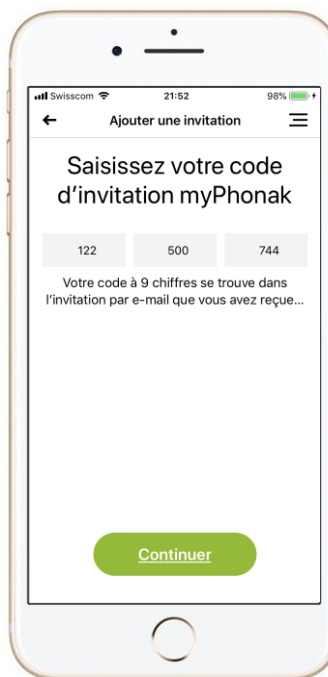 Swisscom 21:52 98%
Ajouter une invitation
Saisissez votre code
d'invitation myPhonak
122 500 744
Votre code à 9 chiffres se trouve dans
l'invitation par e-mail que vous avez reçue...
Continuer